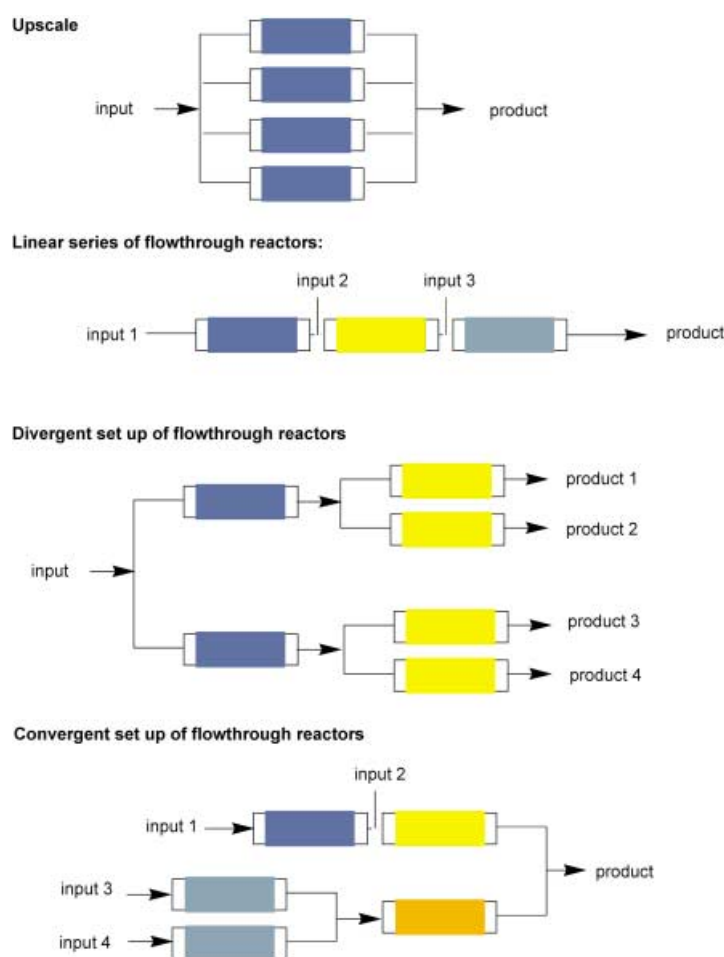 Upscale
input
product
Linear series of flowthrough reactors:
input 2
input 3
input 1
product
Divergent set up of flowthrough reactors
product 1
product 2
input
product 3
product 4
Convergent set up of flowthrough reactors
input 2
input 1
product
input 3
input 4